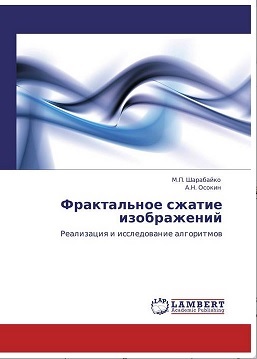 М.П. Шарабайко
А.Н. Осокин
Фрактальное сжатие
изображений
Реализация и исследование алгоритмов
LAP
LAMBERT
Academic Publishing